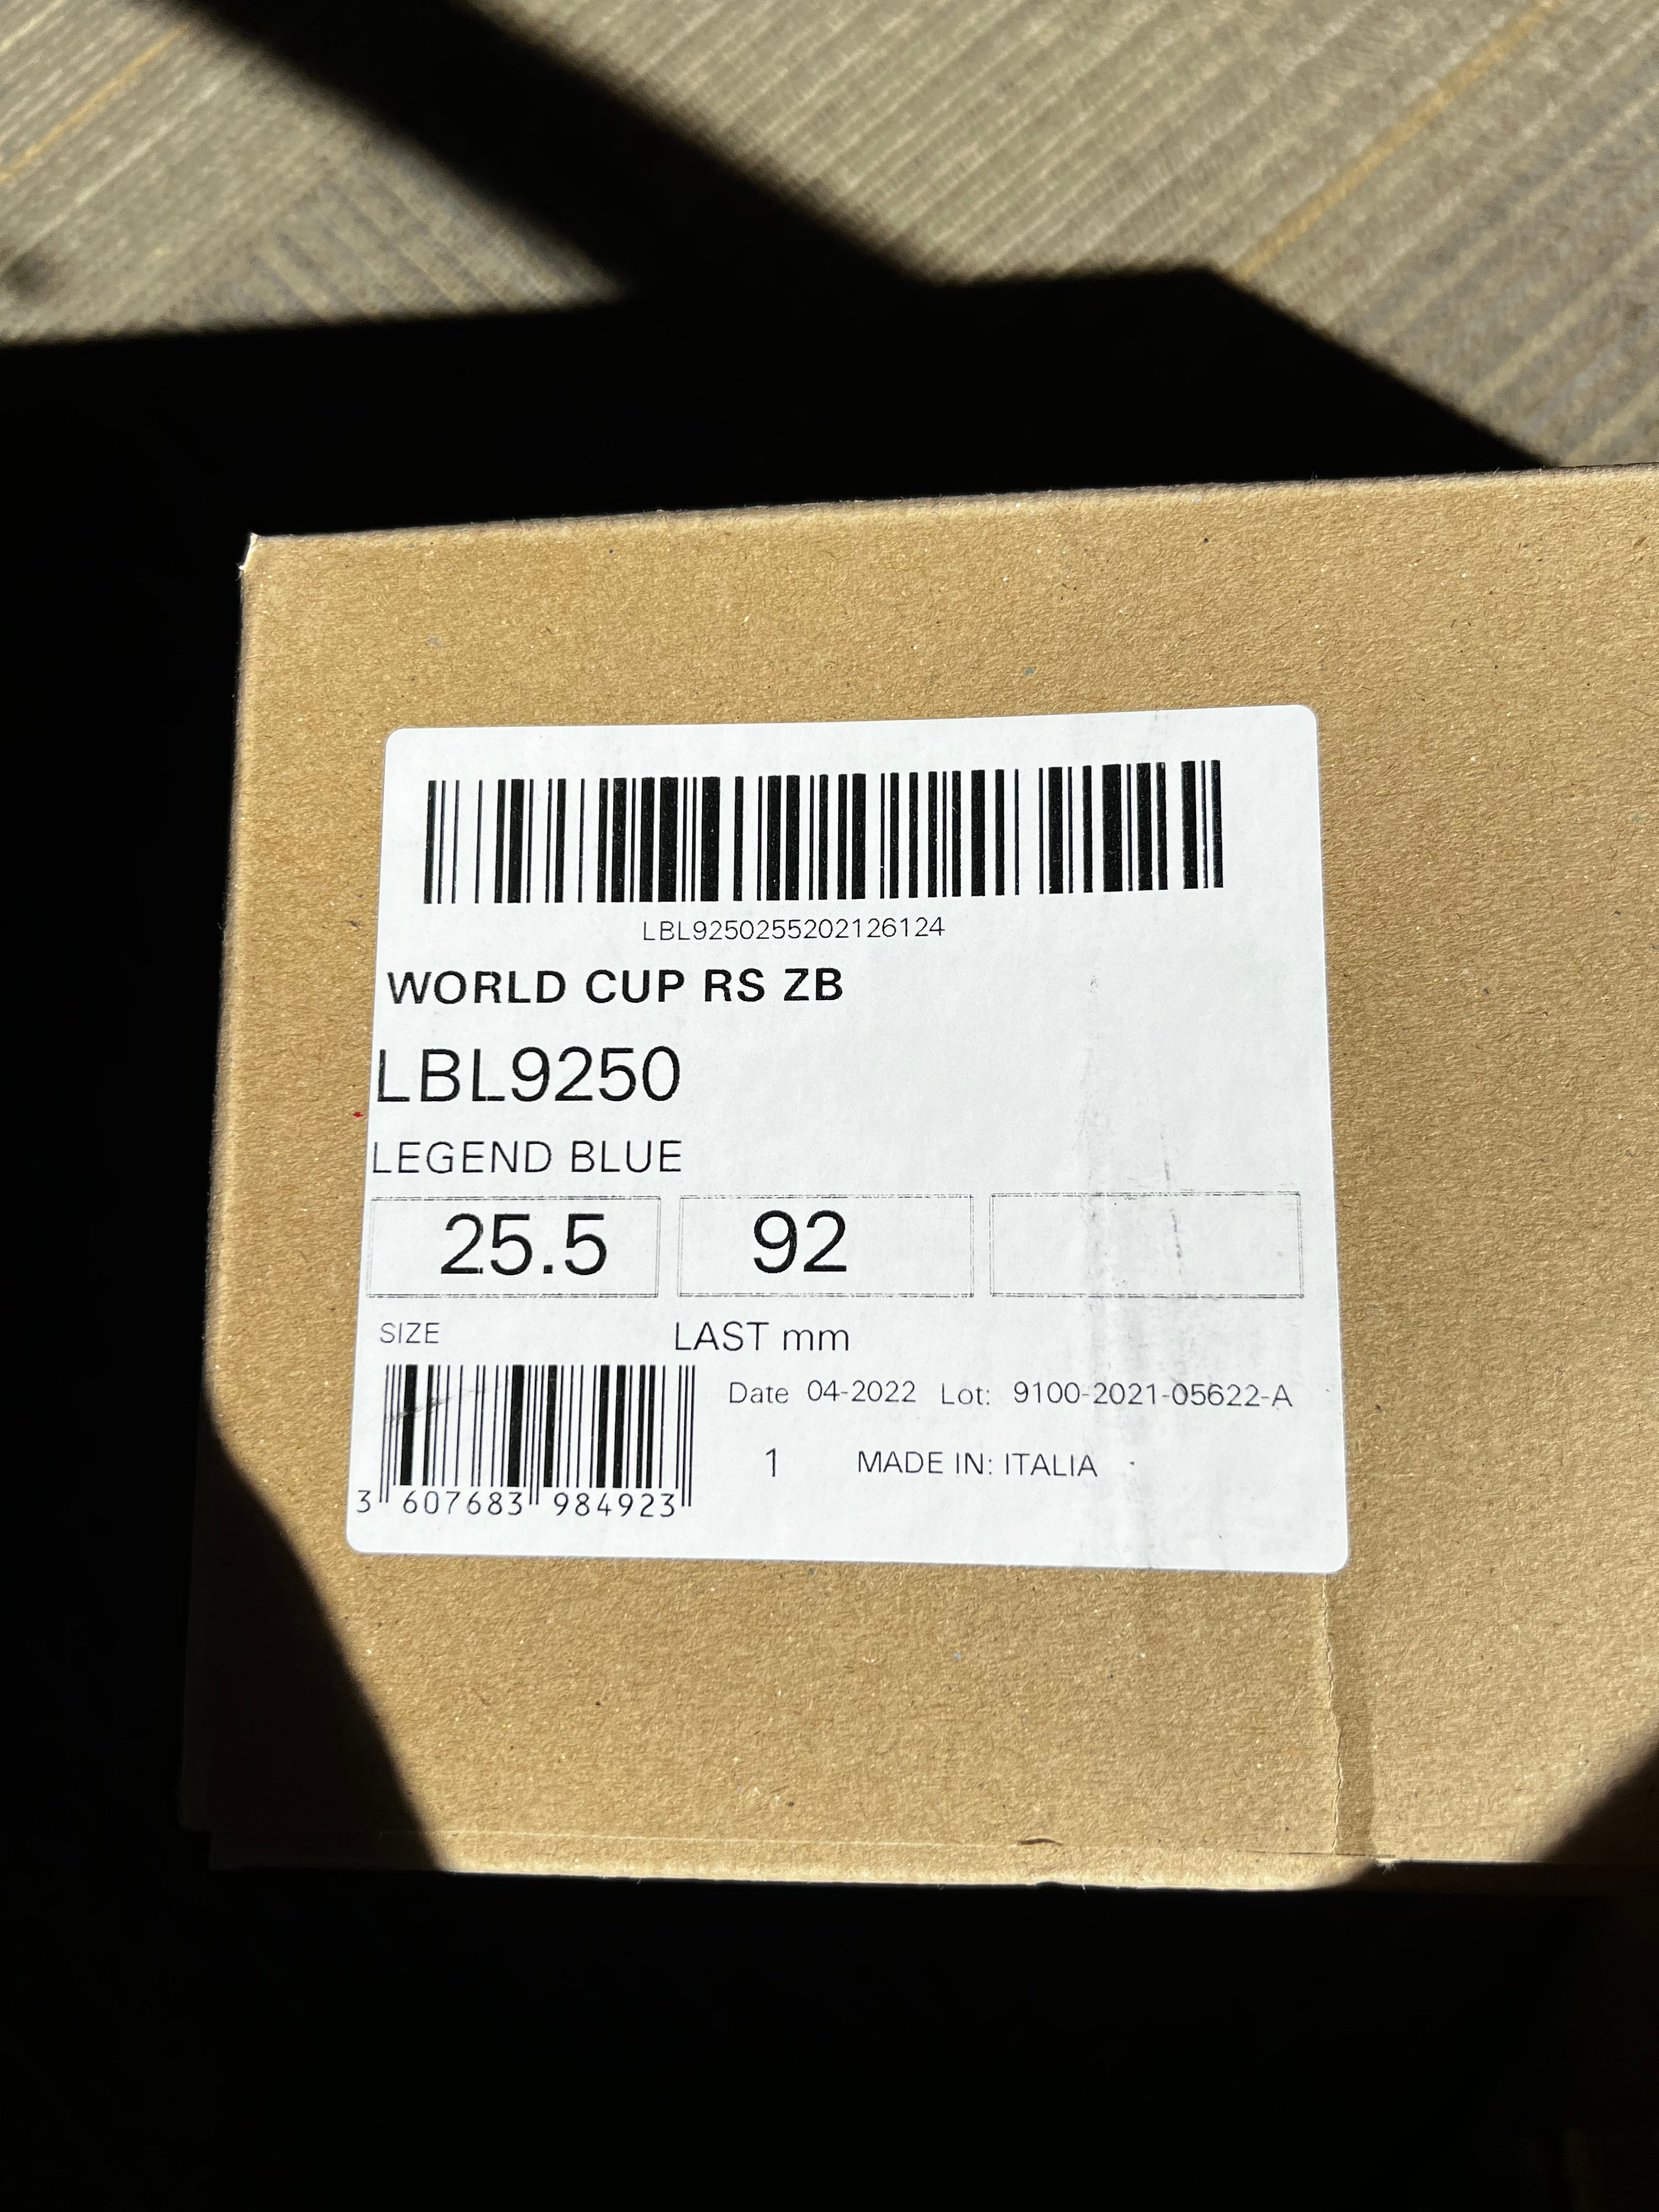 LBL9250255202126124
WORLD CUP RS ZB
LBL9250
LEGEND BLUE
25.5 92
SIZE LAST mm
Date 04-2022 Lot: 9100-2021-05622-A
1 MADE IN: ITALIA
3 607683 984923